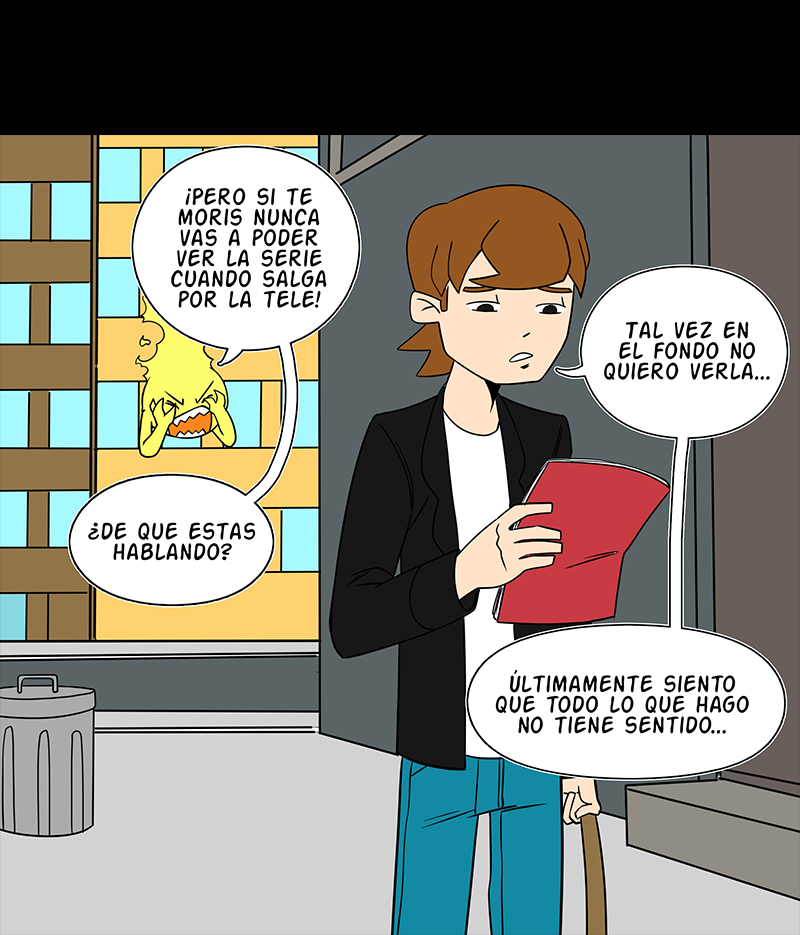 ¡PERO SI TE
MORIS NUNCA
VAS A PODER
VER LA SERIE
CUANDO SALGA
POR LA TELE!
¿DE QUE ESTAS
HABLANDO?
TAL VEZ EN
EL FONDO NO
QUIERO VERLA...
ÚLTIMAMENTE SIENTO
QUE TODO LO QUE HAGO
NO TIENE SENTIDO...